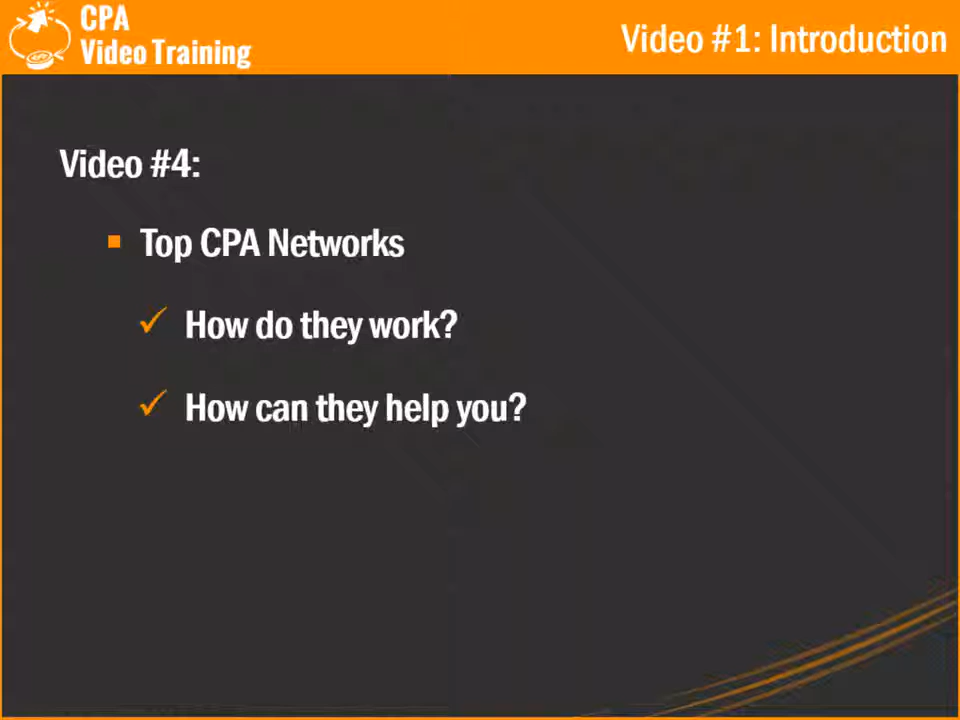 CPA
Video Training
Video #1: Introduction
Video #4:
Top CPA Networks
How do they work?
How can they help you?